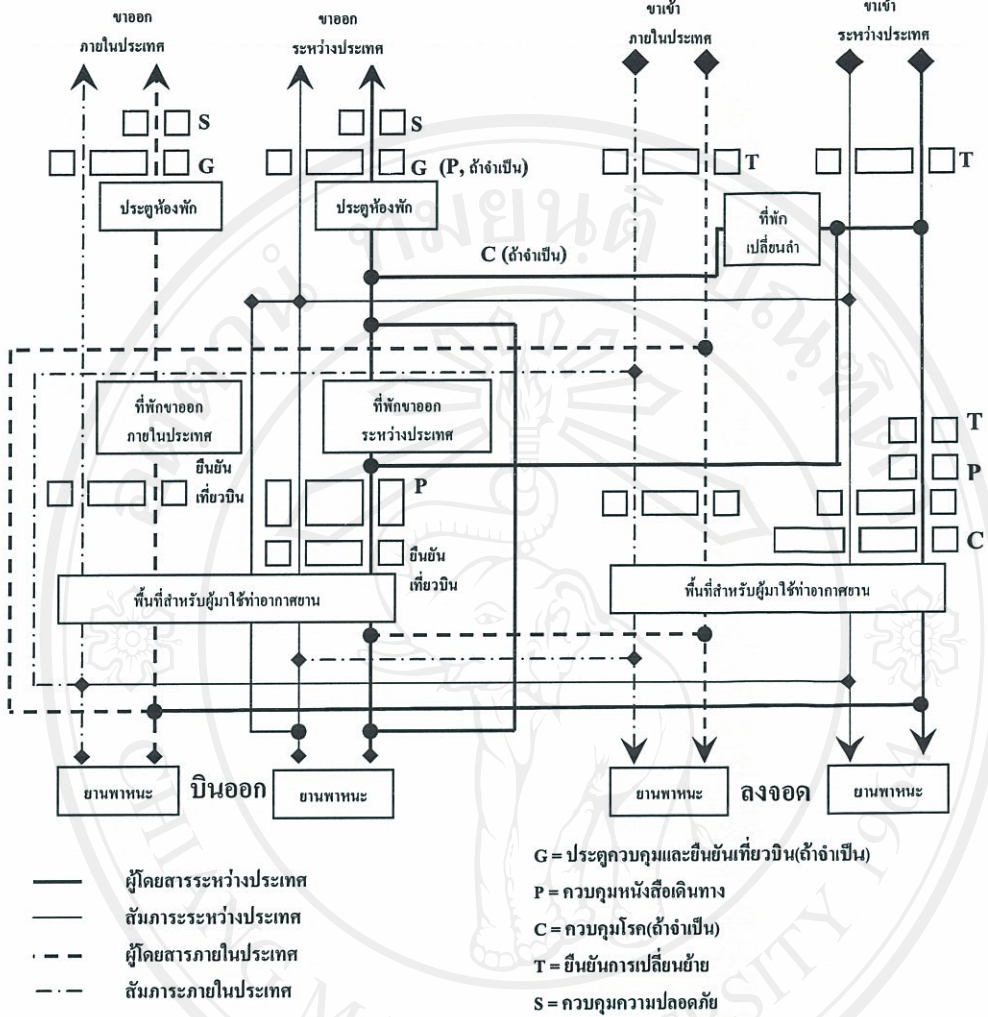 ขาออก
ภายในประเทศ
ขาออก
ระหว่างประเทศ
ขาเข้า
ภายในประเทศ
ขาเข้า
ระหว่างประเทศ
S
S
G
G (P, ถ้าจำเป็น)
T
T
ประตูห้องพัก
ประตูห้องพัก
ที่พัก
เปลี่ยนลำ
C (ถ้าจำเป็น)
ที่พักขาออก
ภายในประเทศ
ที่พักขาออก
ระหว่างประเทศ
T
P
ยืนยัน
เที่ยวบิน
P
C
ยืนยัน
เที่ยวบิน
พื้นที่สำหรับผู้มาใช้ท่าอากาศยาน
พื้นที่สำหรับผู้มาใช้ท่าอากาศยาน
ยานพาหนะ
บินออก
ยานพาหนะ
ยานพาหนะ
ลงจอด
ยานพาหนะ
ผู้โดยสารระหว่างประเทศ
สัมภาระระหว่างประเทศ
ผู้โดยสารภายในประเทศ
สัมภาระภายในประเทศ
G = ประตูควบคุมและยืนยันเที่ยวบิน(ถ้าจำเป็น)
P = ควบคุมหนังสือเดินทาง
C = ควบคุมโรค(ถ้าจำเป็น)
T = ยืนยันการเปลี่ยนย้าย
S = ควบคุมความปลอดภัย